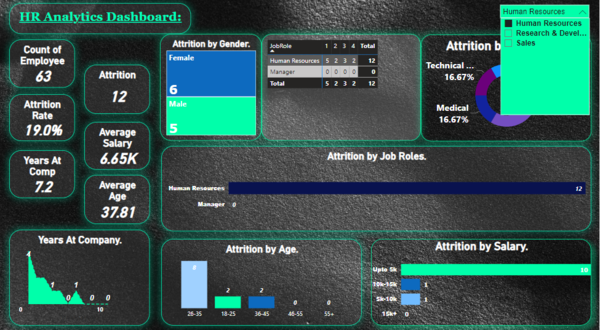 HR Analytics Dashboard:
Human Resources
Human Resources
Research & Devel...
Sales
Count of
Employee
63
Attrition
12
Attrition
Rate
19.0%
Average
Salary
6.65K
Years At
Comp
7.2
Average
Age
37.81
Attrition by Gender.
Female
6
Male
5
JobRole 1 2 3 4 Total
Human Resources 5 2 3 2 12
Manager 0 0 0 0 0
Total 5 2 3 2 12
Attrition b
Technical ...
16.67%
Medical
16.67%
Attrition by Job Roles.
Human Resources 12
Manager 0
Years At Company.
4
1
0
1
0
0
0 10
Attrition by Age.
2 2 0 0
26-35 18-25 36-45 46-55 55+
Attrition by Salary.
Upto 5k 10
10k-15k 1
5k-10k 1
15k+ 0